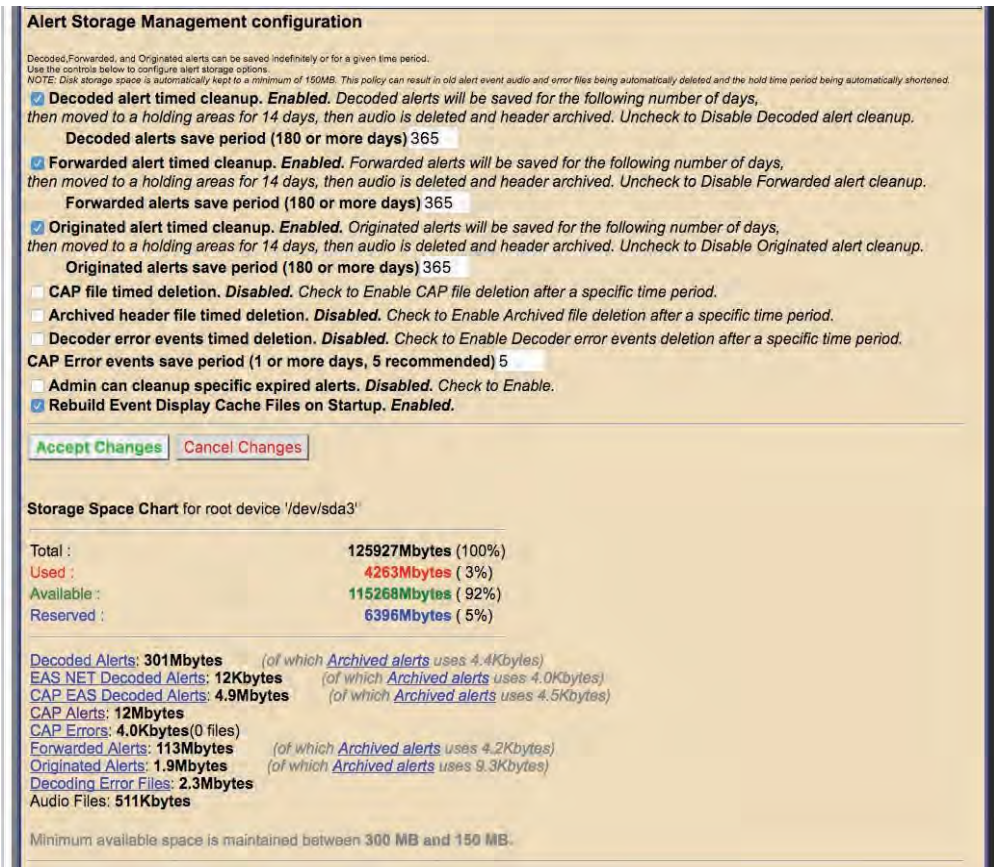 Alert Storage Management configuration
Decoded,Forwarded, and Originated alerts can be saved indefinitely or for a given time period.
Use the controls below to configure alert storage options.
NOTE: Disk storage space is automatically kept to a minimum of 150MB. This policy can result in old alert event audio and error files being automatically deleted and the hold time period being automatically shortened.
Decoded alert timed cleanup. Enabled. Decoded alerts will be saved for the following number of days,
then moved to a holding areas for 14 days, then audio is deleted and header archived. Uncheck to Disable Decoded alert cleanup.
Decoded alerts save period (180 or more days) 365
Forwarded alert timed cleanup. Enabled. Forwarded alerts will be saved for the following number of days,
then moved to a holding areas for 14 days, then audio is deleted and header archived. Uncheck to Disable Forwarded alert cleanup.
Forwarded alerts save period (180 or more days) 365
Originated alert timed cleanup. Enabled. Originated alerts will be saved for the following number of days,
then moved to a holding areas for 14 days, then audio is deleted and header archived. Uncheck to Disable Originated alert cleanup.
Originated alerts save period (180 or more days) 365
CAP file timed deletion. Disabled. Check to Enable CAP file deletion after a specific time period.
Archived header file timed deletion. Disabled. Check to Enable Archived file deletion after a specific time period.
Decoder error events timed deletion. Disabled. Check to Enable Decoder error events deletion after a specific time period.
CAP Error events save period (1 or more days, 5 recommended) 5
Admin can cleanup specific expired alerts. Disabled. Check to Enable.
Rebuild Event Display Cache Files on Startup. Enabled.
Accept Changes Cancel Changes
Storage Space Chart for root device '/dev/sda3'
Total : 125927Mbytes (100%)
Used : 4263Mbytes ( 3%)
Available : 115268Mbytes ( 92%)
Reserved : 6396Mbytes ( 5%)
Decoded Alerts: 301Mbytes (of which Archived alerts uses 4.4Kbytes)
EAS NET Decoded Alerts: 12Kbytes (of which Archived alerts uses 4.0Kbytes)
CAP EAS Decoded Alerts: 4.9Mbytes (of which Archived alerts uses 4.5Kbytes)
CAP Alerts: 12Mbytes
CAP Errors: 4.0Kbytes(0 files)
Forwarded Alerts: 113Mbytes (of which Archived alerts uses 4.2Kbytes)
Originated Alerts: 1.9Mbytes (of which Archived alerts uses 9.3Kbytes)
Decoding Error Files: 2.3Mbytes
Audio Files: 511Kbytes
Minimum available space is maintained between 300 MB and 150 MB.